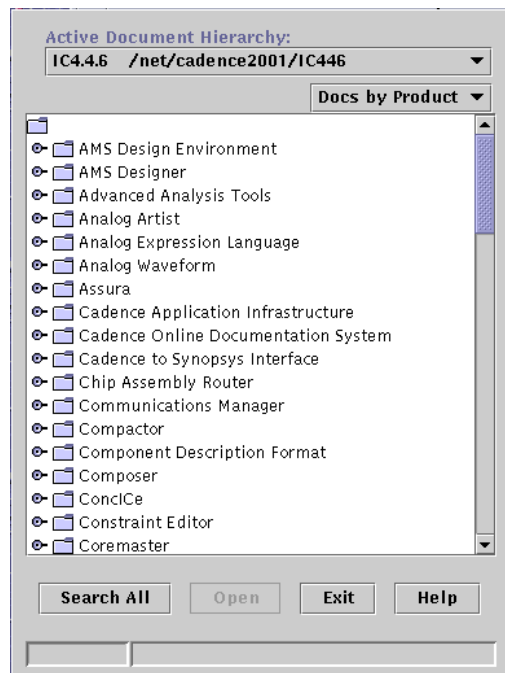 Active Document Hierarchy:
IC4.4.6 /net/cadence2001/IC446
Docs by Product
AMS Design Environment
AMS Designer
Advanced Analysis Tools
Analog Artist
Analog Expression Language
Analog Waveform
Assura
Cadence Application Infrastructure
Cadence Online Documentation System
Cadence to Synopsys Interface
Chip Assembly Router
Communications Manager
Compactor
Component Description Format
Composer
ConcICe
Constraint Editor
Coremaster
Search All Open Exit Help